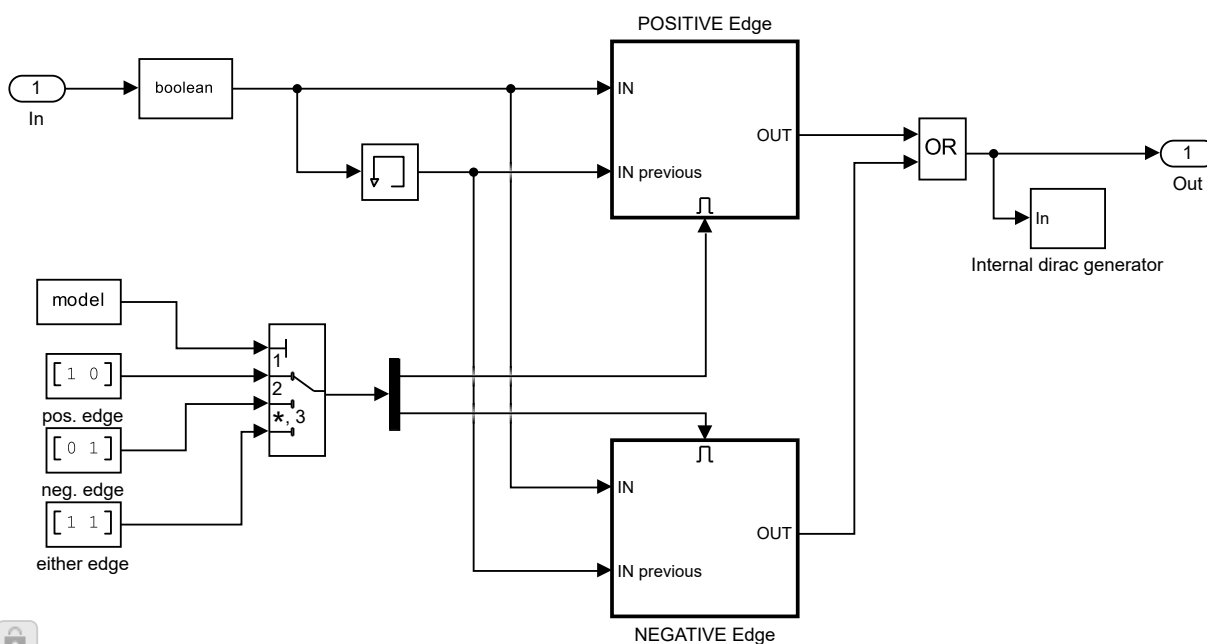 POSITIVE Edge
1
In
boolean
IN
OUT
IN previous
OR
1
Out
In
Internal dirac generator
model
1
[1 0]
pos. edge
2
*, 3
[0 1]
neg. edge
[1 1]
either edge
IN
OUT
IN previous
NEGATIVE Edge